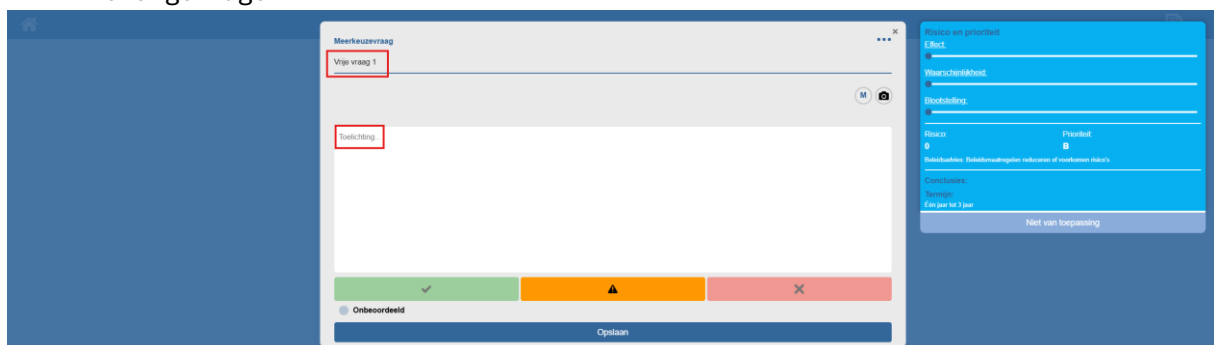 Meerkeuzevraag
Vrije vraag 1
M
Toelichting...
Onbeoordeeld
Opslaan
Risico en prioriteit
Effect:
Waarschijnlijkheid:
Blootstelling:
Risico: Prioriteit:
0 B
Beleidsadvies: Beleidsmaatregelen reduceren of voorkomen risico's
Conclusies:
Termijn:
Één jaar tot 3 jaar
Niet van toepassing